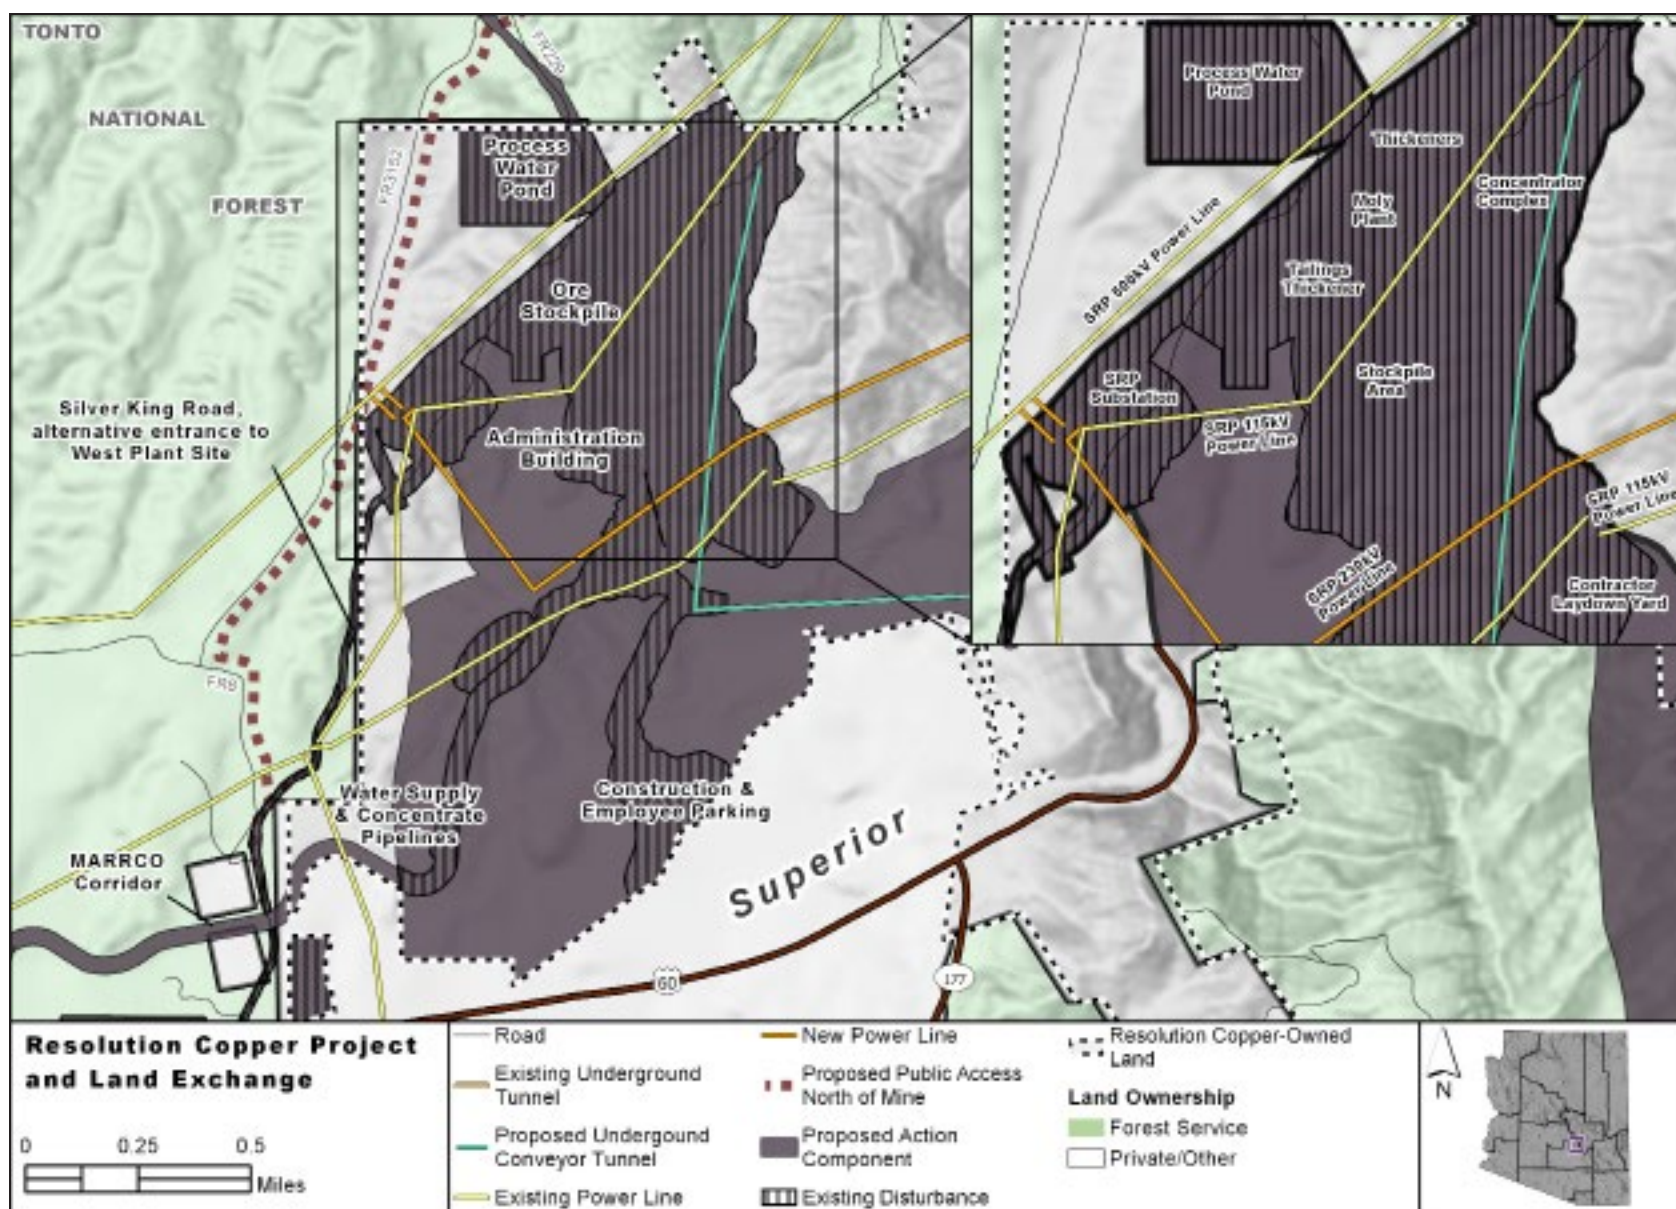 TONTO
NATIONAL
FOREST
FR229
FR3152
Process
Water
Pond
Ore
Stockpile
Administration
Building
Silver King Road,
alternative entrance to
West Plant Site
FR8
Water Supply
& Concentrate
Pipelines
Construction &
Employee Parking
MARRCO
Corridor
Superior
60
177
Process Water
Pond
Thickeners
Concentrator
Complex
Moly
Plant
SRP 500kV Power Line
Tailings
Thickener
SRP
Substation
Stockpile
Area
SRP 115kV
Power Line
SRP 115kV
Power Line
SRP 230kV
Power Line
Contractor
Laydown Yard
Resolution Copper Project
and Land Exchange
0 0.25 0.5
Miles
Road
Existing Underground
Tunnel
Proposed Undergound
Conveyor Tunnel
Existing Power Line
New Power Line
Proposed Public Access
North of Mine
Proposed Action
Component
Existing Disturbance
Resolution Copper-Owned
Land
Land Ownership
Forest Service
Private/Other
N